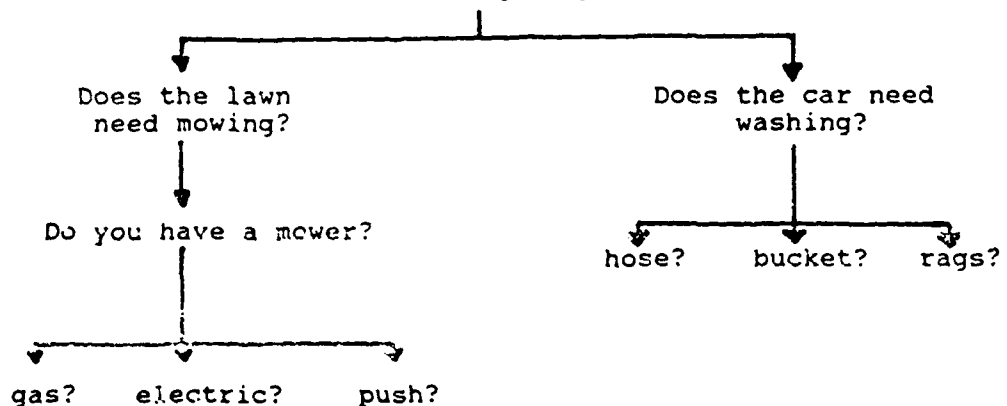 Does the lawn
need mowing?
Does the car need
washing?
Do you have a mower?
hose? bucket? rags?
gas? electric? push?